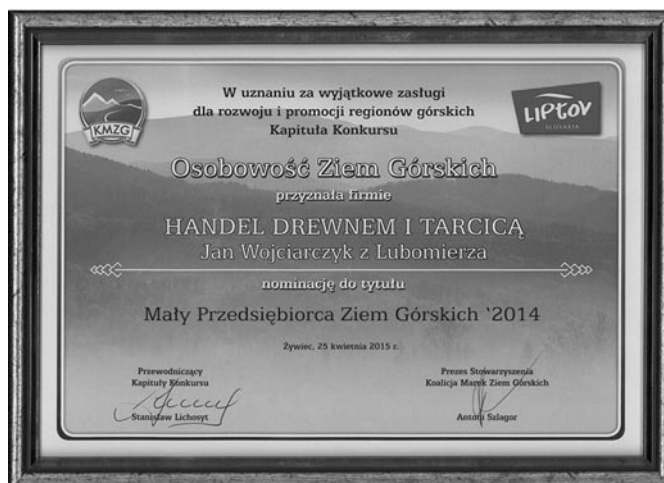 KMZG
W uznaniu za wyjątkowe zasługi
dla rozwoju i promocji regionów górskich
Kapituła Konkursu
LIPTOV
SLOVAKIA
Osobowość Ziem Górskich
przyznała firmie
HANDEL DREWNEM I TARCICĄ
Jan Wojciarczyk z Lubomierza
nominację do tytułu
Mały Przedsiębiorca Ziem Górskich '2014
Żywiec, 25 kwietnia 2015 r.
Przewodniczący
Kapituły Konkursu
Stanisław Lichosyt
Prezes Stowarzyszenia
Koalicja Marek Ziem Górskich
Antoni Szlagor